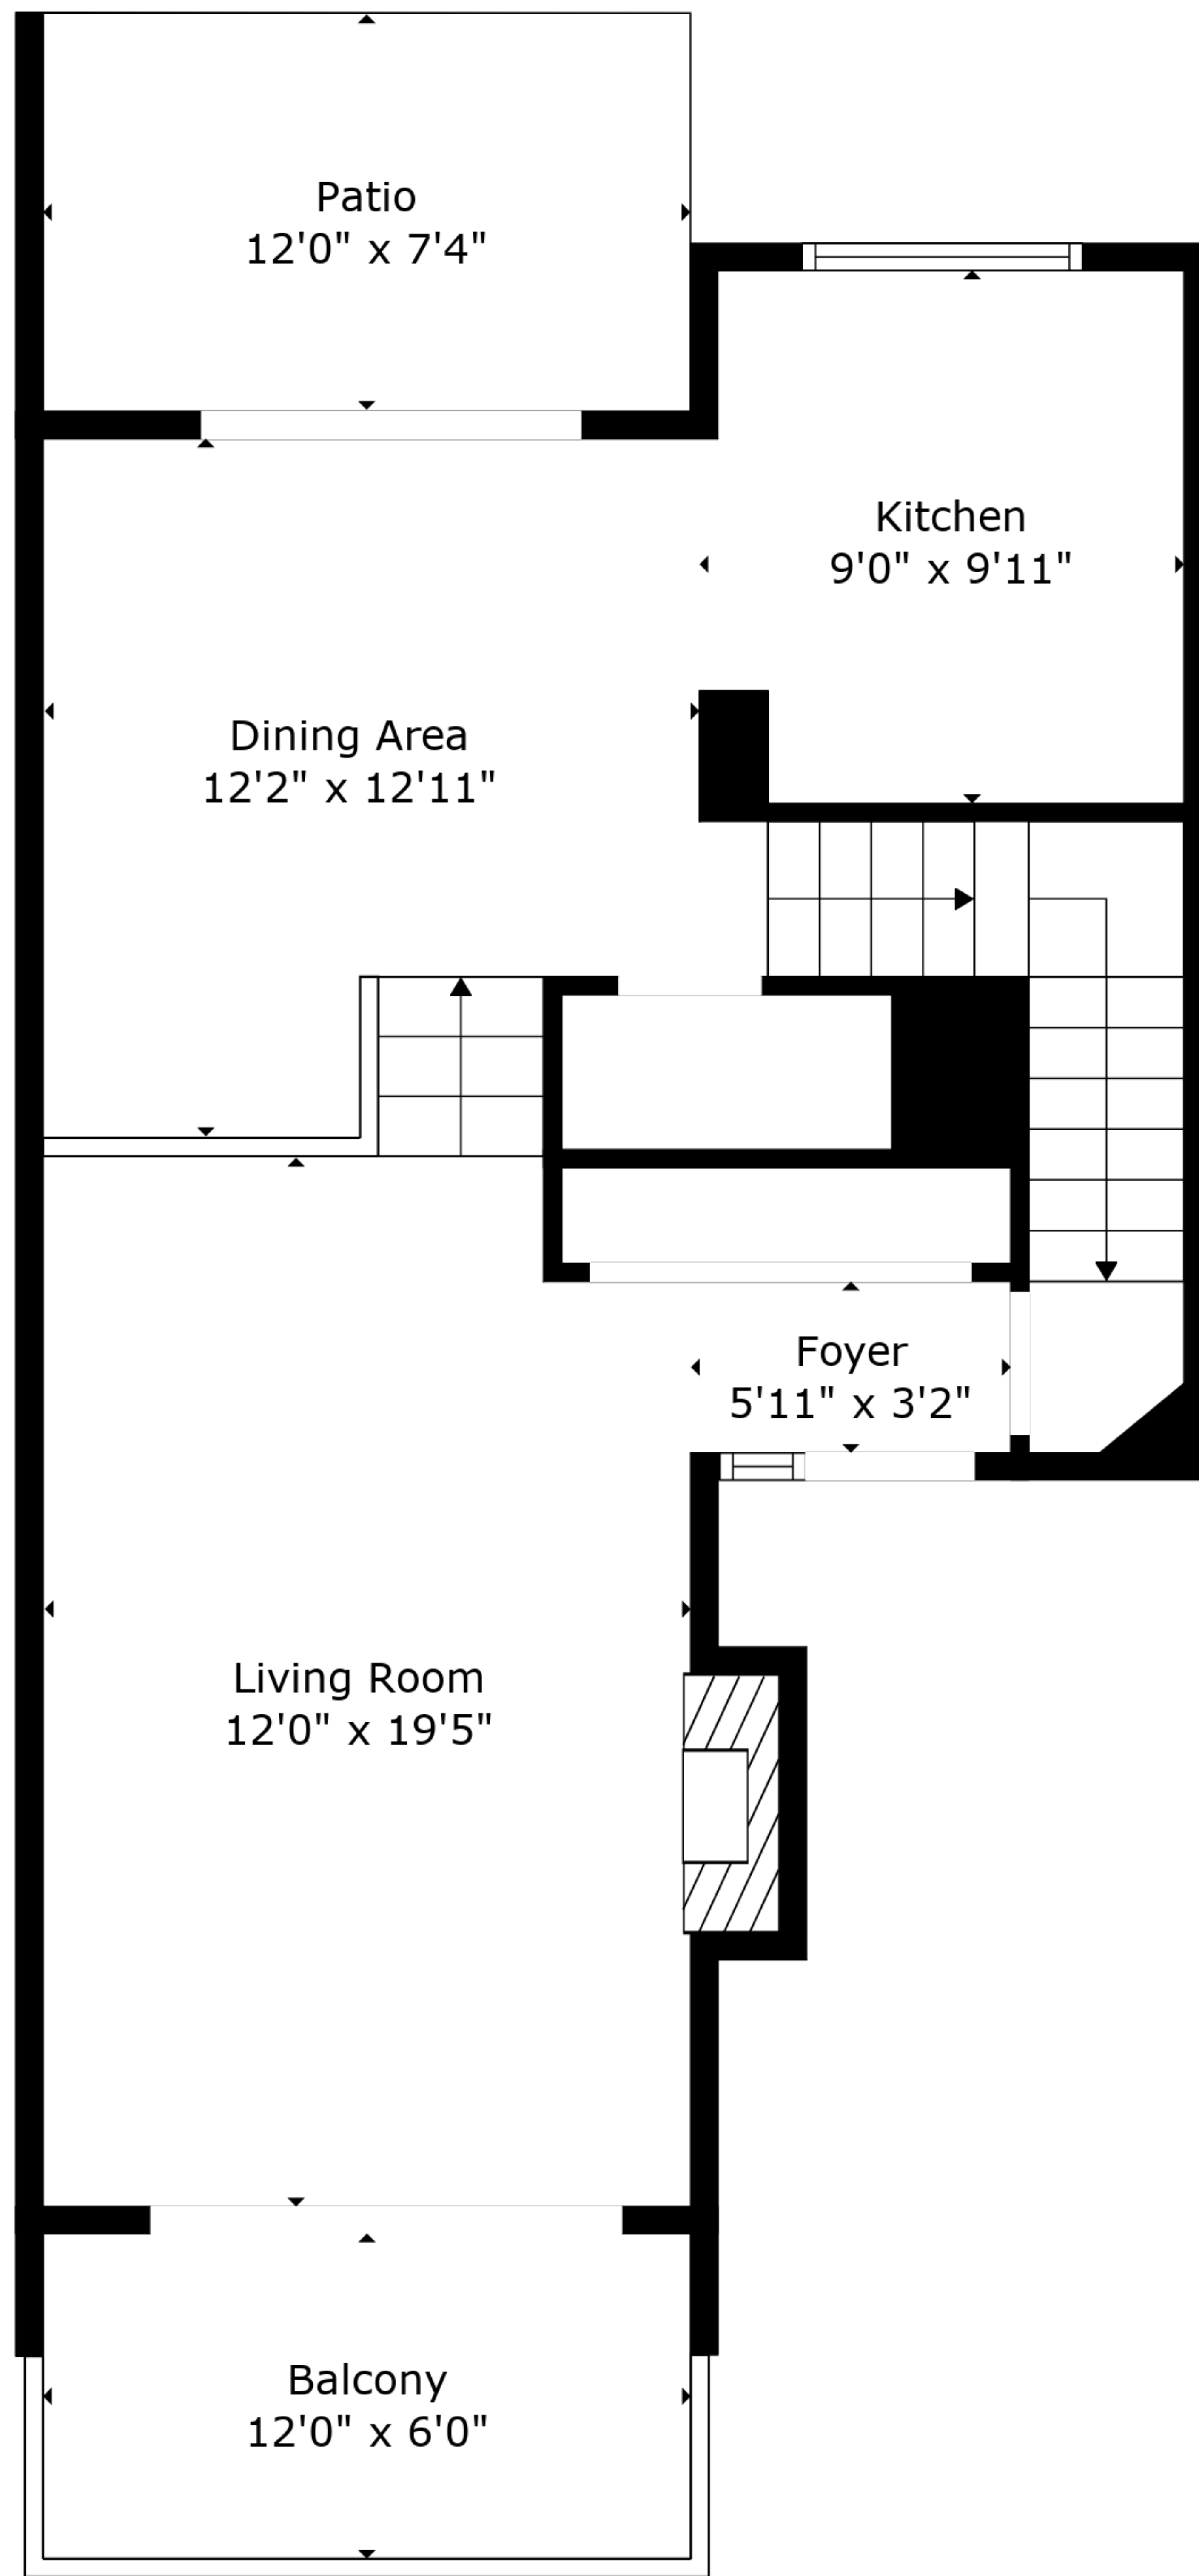 Patio
12'0" x 7'4"
Kitchen
9'0" x 9'11"
Dining Area
12'2" x 12'11"
Foyer
5'11" x 3'2"
Living Room
12'0" x 19'5"
Balcony
12'0" x 6'0"